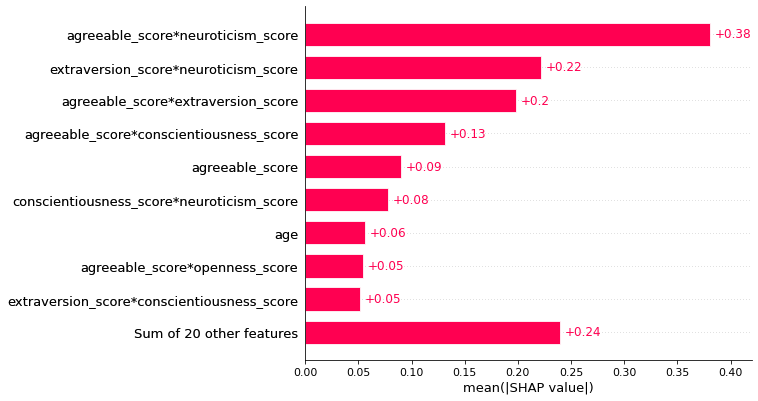 agreeable_score*neuroticism_score +0.38
extraversion_score*neuroticism_score +0.22
agreeable_score*extraversion_score +0.2
agreeable_score*conscientiousness_score +0.13
agreeable_score +0.09
conscientiousness_score*neuroticism_score +0.08
age +0.06
agreeable_score*openness_score +0.05
extraversion_score*conscientiousness_score +0.05
Sum of 20 other features +0.24
0.00 0.05 0.10 0.15 0.20 0.25 0.30 0.35 0.40
mean(|SHAP value|)